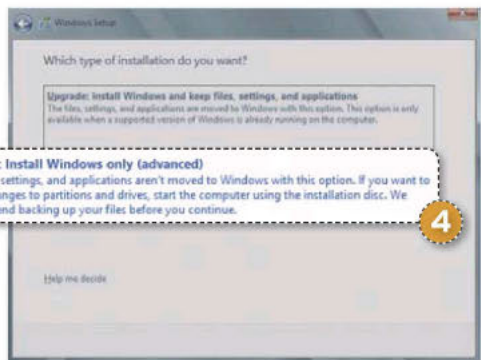 Windows Setup
Which type of installation do you want?
Upgrade: Install Windows and keep files, settings, and applications
The files, settings, and applications are moved to Windows with this option. This option is only
available when a supported version of Windows is already running on the computer.
: Install Windows only (advanced)
settings, and applications aren't moved to Windows with this option. If you want to
nges to partitions and drives, start the computer using the installation disc. We
end backing up your files before you continue.
4
Help me decide